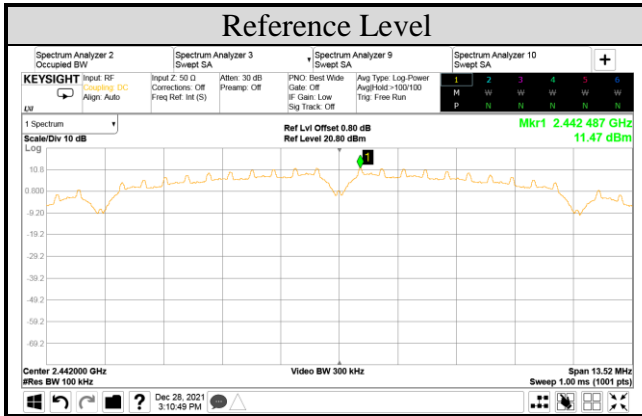 Reference Level
Spectrum Analyzer 2
Occupied BW
Spectrum Analyzer 3
Swept SA
Spectrum Analyzer 9
Swept SA
Spectrum Analyzer 10
Swept SA
KEYSIGHT
Input: RF
Coupling: DC
Align: Auto
Input Z: 50 Ω
Corrections: Off
Freq Ref: Int (S)
Atten: 30 dB
Preamp: Off
PNO: Best Wide
Gate: Off
IF Gain: Low
Sig Track: Off
Avg Type: Log-Power
Avg|Hold:>100/100
Trig: Free Run
1 2 3 4 5 6
M W W W W W
P N N N N N
LXI
1 Spectrum
Scale/Div 10 dB
Log
Ref Lvl Offset 0.80 dB
Ref Level 20.80 dBm
Mkr1 2.442 487 GHz
11.47 dBm
1
10.8
0.800
-9.20
-19.2
-29.2
-39.2
-49.2
-59.2
-69.2
Center 2.442000 GHz
#Res BW 100 kHz
Video BW 300 kHz
Span 13.52 MHz
Sweep 1.00 ms (1001 pts)
?
Dec 28, 2021
3:10:49 PM